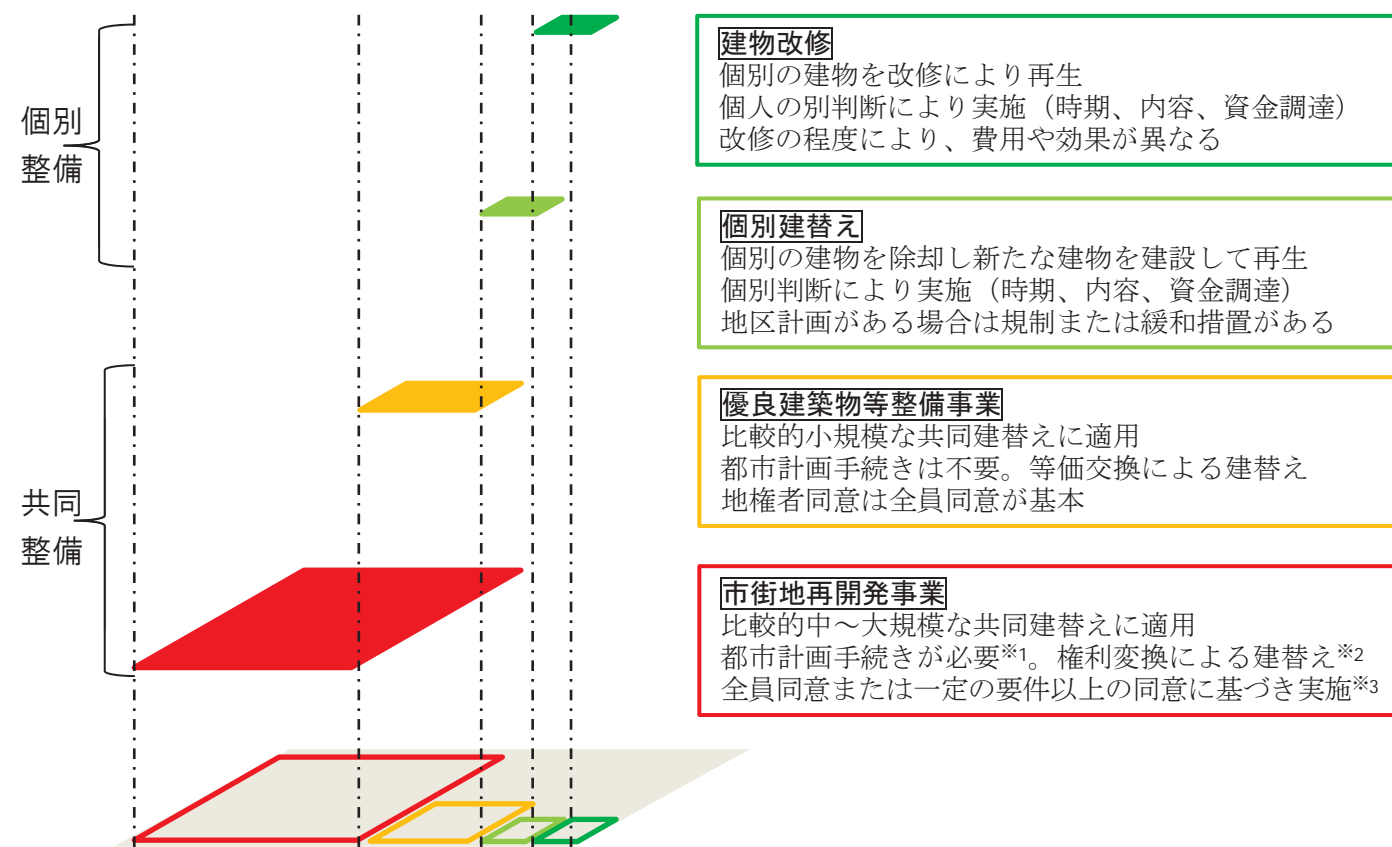 個別
整備
建物改修
個別の建物を改修により再生
個人の別判断により実施（時期、内容、資金調達）
改修の程度により、費用や効果が異なる
個別建替え
個別の建物を除却し新たな建物を建設して再生
個別判断により実施（時期、内容、資金調達）
地区計画がある場合は規制または緩和措置がある
共同
整備
優良建築物等整備事業
比較的小規模な共同建替えに適用
都市計画手続きは不要。等価交換による建替え
地権者同意は全員同意が基本
市街地再開発事業
比較的中～大規模な共同建替えに適用
都市計画手続きが必要※1。権利変換による建替え※2
全員同意または一定の要件以上の同意に基づき実施※3